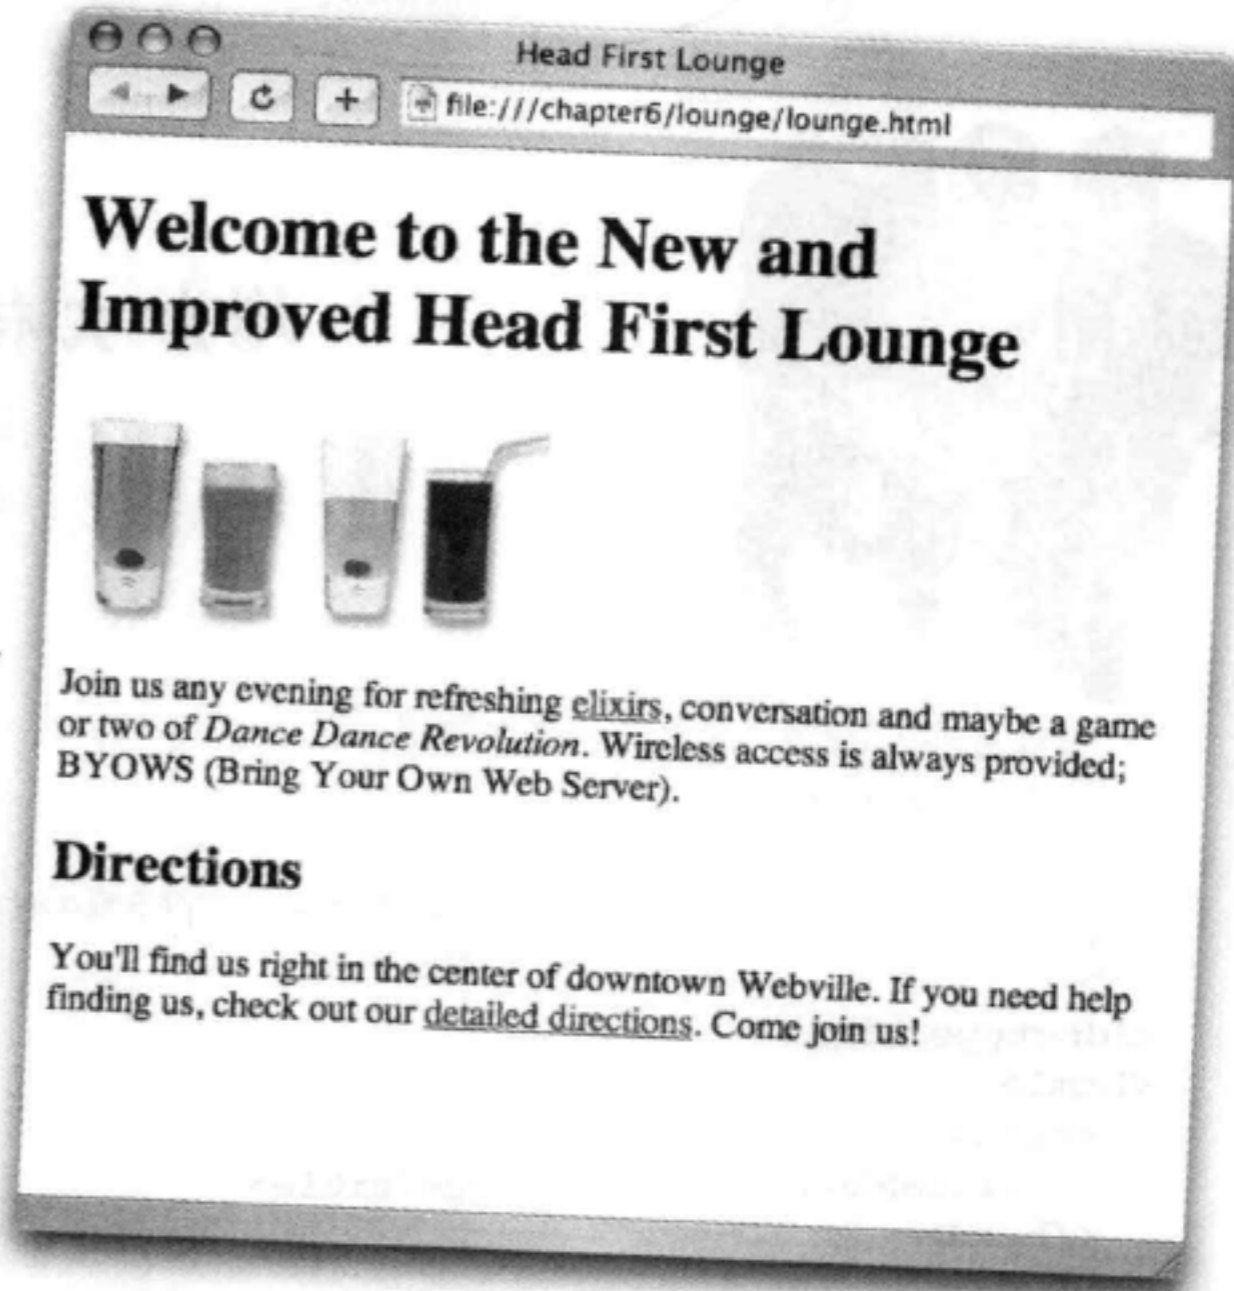 Head First Lounge
file:///chapter6/lounge/lounge.html
Welcome to the New and
Improved Head First Lounge
Join us any evening for refreshing elixirs, conversation and maybe a game
or two of Dance Dance Revolution. Wireless access is always provided;
BYOWS (Bring Your Own Web Server).
Directions
You'll find us right in the center of downtown Webville. If you need help
finding us, check out our detailed directions. Come join us!